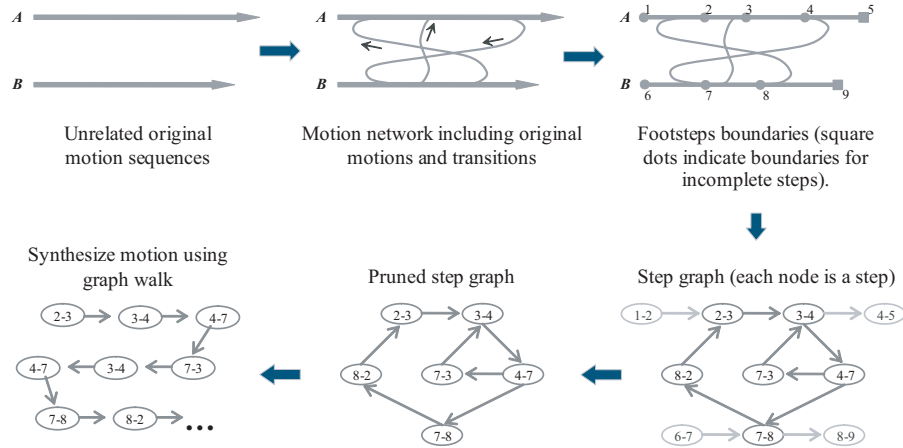 A
B
Unrelated original
motion sequences
A
B
Motion network including original
motions and transitions
A
1
2
3
4
5
B
6
7
8
9
Footsteps boundaries (square
dots indicate boundaries for
incomplete steps).
Synthesize motion using
graph walk
2-3
3-4
4-7
4-7
3-4
7-3
7-8
8-2
...
Pruned step graph
2-3
3-4
8-2
7-3
4-7
7-8
Step graph (each node is a step)
1-2
2-3
3-4
4-5
8-2
7-3
4-7
6-7
7-8
8-9